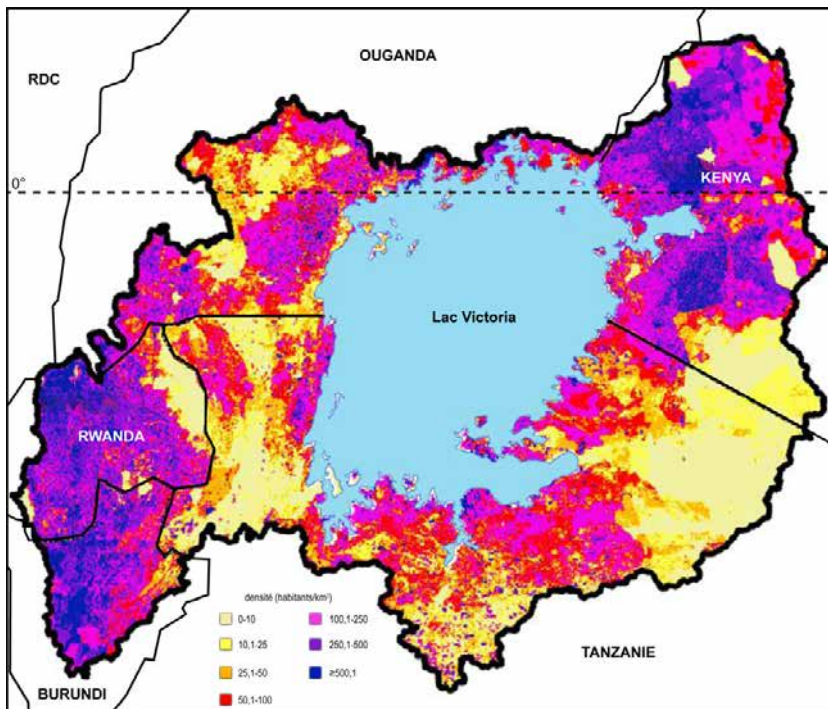 OUGANDA
RDC
0°
KENYA
Lac Victoria
RWANDA
densité (habitants/km²)
0-10
100,1-250
10,1-25
250,1-500
25,1-50
≥500,1
50,1-100
TANZANIE
BURUNDI